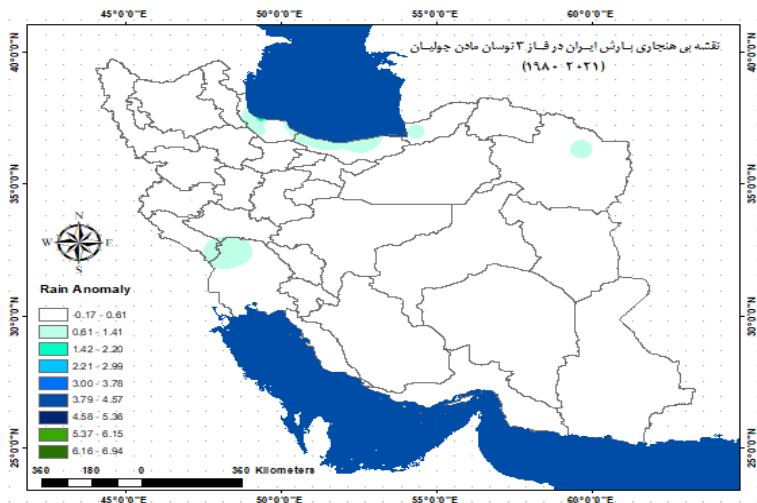 45°0'0"E 50°0'0"E 55°0'0"E 60°0'0"E
نقشه بی هنجاری بارش ایران در فاز ۳ نوسان مادن جولیان
(۱۹۸۰-۲۰۲۱)
40°0'0"N 40°0'0"N
35°0'0"N 35°0'0"N
30°0'0"N 30°0'0"N
25°0'0"N 25°0'0"N
N
W E
S
Rain Anomaly
-0.17 - 0.61
0.61 - 1.41
1.42 - 2.20
2.21 - 2.99
3.00 - 3.78
3.79 - 4.57
4.58 - 5.36
5.37 - 6.15
6.16 - 6.94
360 180 0 360 Kilometers
45°0'0"E 50°0'0"E 55°0'0"E 60°0'0"E